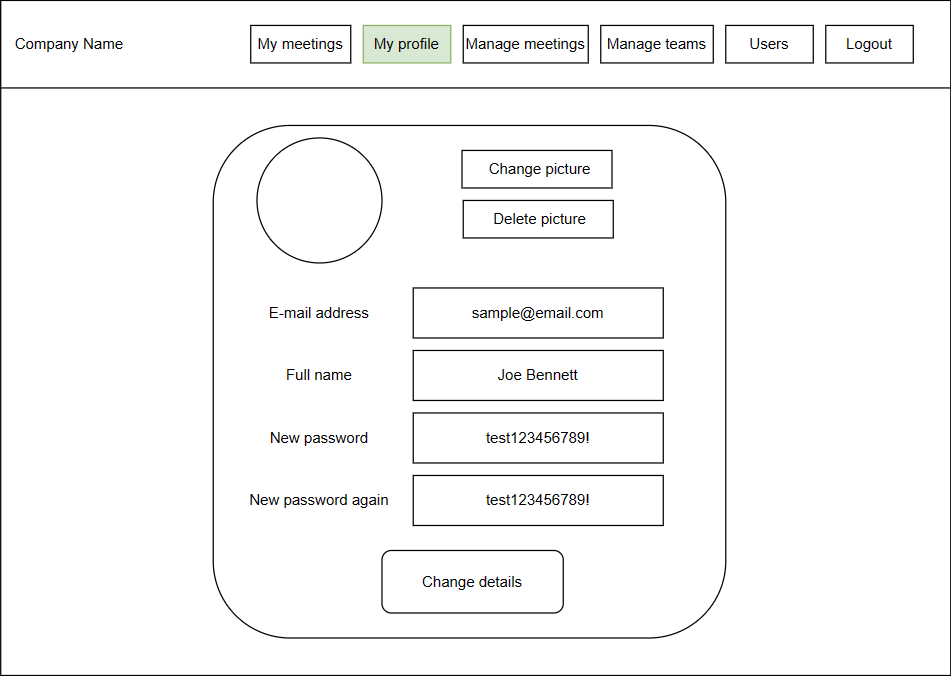 Company Name
My meetings
My profile
Manage meetings
Manage teams
Users
Logout
Change picture
Delete picture
E-mail address
sample@email.com
Full name
Joe Bennett
New password
test123456789!
New password again
test123456789!
Change details